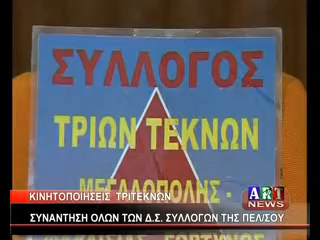 ΣΥΛΛΟΓΟΣ
ΤΡΙΩΝ ΤΕΚΝΩΝ
ΜΕΓΑΛΟΠΟΛΗΣ -
ART
NEWS
ΚΙΝΗΤΟΠΟΙΗΣΕΙΣ ΤΡΙΤΕΚΝΩΝ
ΣΥΝΑΝΤΗΣΗ ΟΛΩΝ ΤΩΝ Δ.Σ. ΣΥΛΛΟΓΩΝ ΤΗΣ ΠΕΛ/ΣΟΥ